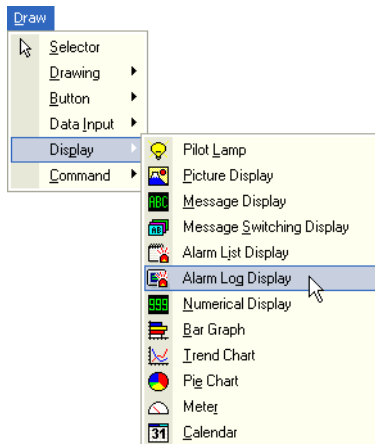 Draw
Selector
Drawing
Button
Data Input
Display
Command
Pilot Lamp
Picture Display
ABC Message Display
Message Switching Display
Alarm List Display
Alarm Log Display
999 Numerical Display
Bar Graph
Trend Chart
Pie Chart
Meter
31 Calendar